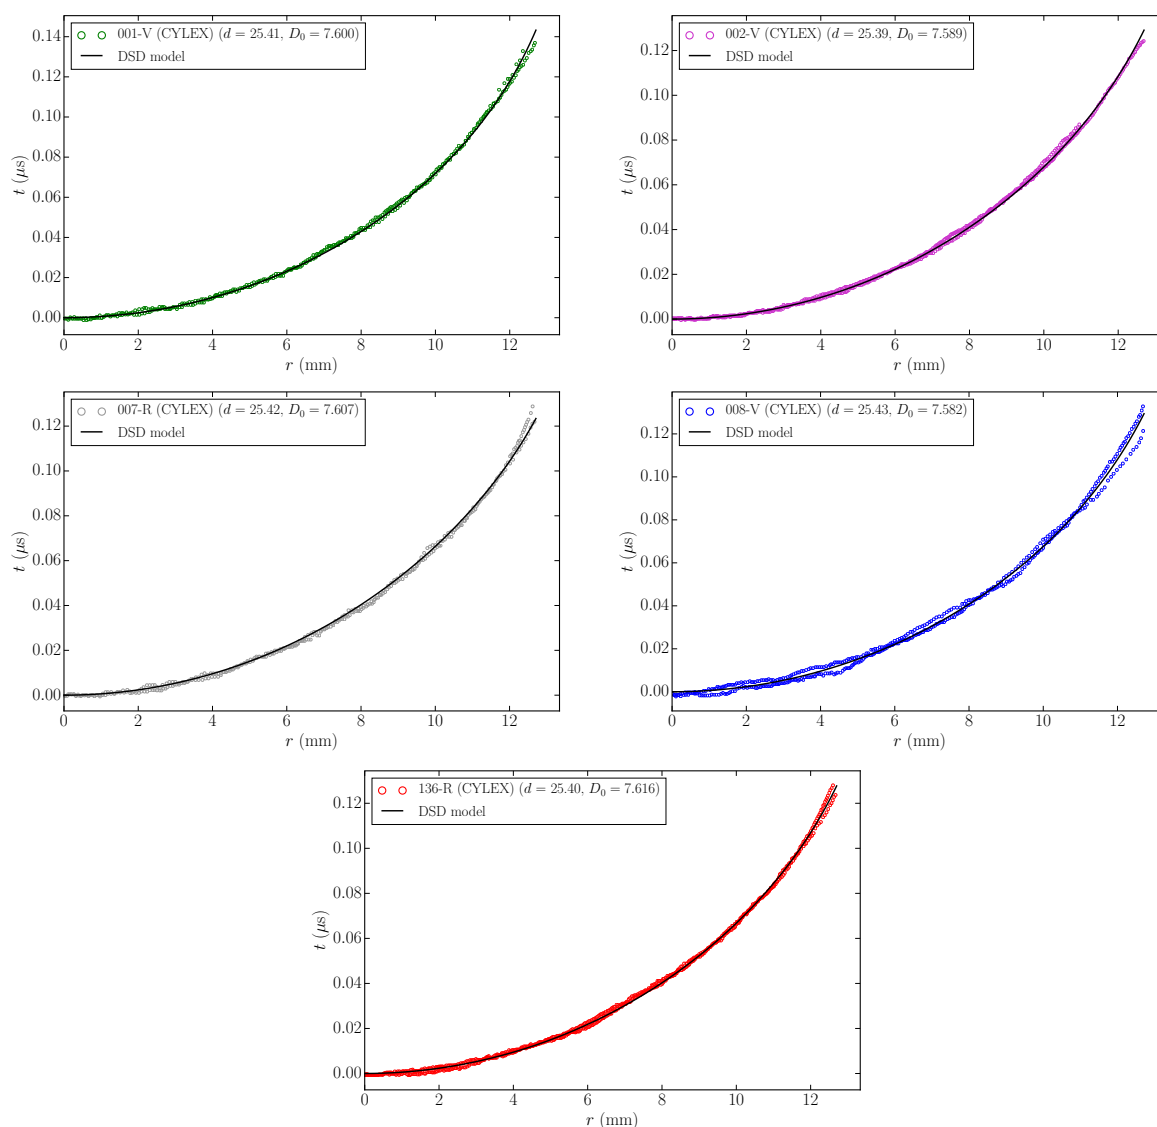 001-V (CYLEX) (d = 25.41, D₀ = 7.600)
DSD model
0.14
0.12
0.10
0.08
0.06
0.04
0.02
0.00
t (μs)
0 2 4 6 8 10 12
r (mm)
002-V (CYLEX) (d = 25.39, D₀ = 7.589)
DSD model
0.12
0.10
0.08
0.06
0.04
0.02
0.00
t (μs)
0 2 4 6 8 10 12
r (mm)
007-R (CYLEX) (d = 25.42, D₀ = 7.607)
DSD model
0.12
0.10
0.08
0.06
0.04
0.02
0.00
t (μs)
0 2 4 6 8 10 12
r (mm)
008-V (CYLEX) (d = 25.43, D₀ = 7.582)
DSD model
0.12
0.10
0.08
0.06
0.04
0.02
0.00
t (μs)
0 2 4 6 8 10 12
r (mm)
136-R (CYLEX) (d = 25.40, D₀ = 7.616)
DSD model
0.12
0.10
0.08
0.06
0.04
0.02
0.00
t (μs)
0 2 4 6 8 10 12
r (mm)